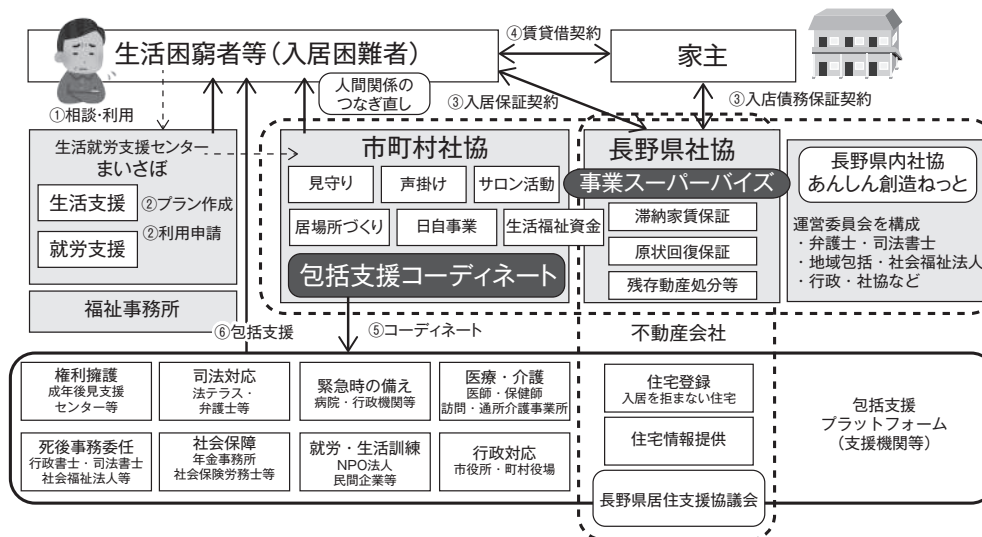 生活困窮者等(入居困難者)
④賃貸借契約
家主
人間関係の
つなぎ直し
③入居保証契約
③入店債務保証契約
①相談・利用
生活就労支援センター
まいさぽ
生活支援
②プラン作成
②利用申請
就労支援
福祉事務所
市町村社協
見守り
声掛け
サロン活動
居場所づくり
日自事業
生活福祉資金
包括支援コーディネート
長野県社協
事業スーパーバイズ
滞納家賃保証
原状回復保証
残存動産処分等
長野県内社協
あんしん創造ねっと
運営委員会を構成
・弁護士・司法書士
・地域包括・社会福祉法人
・行政・社協など
⑥包括支援
⑤コーディネート
不動産会社
権利擁護
成年後見支援
センター等
司法対応
法テラス・
弁護士等
緊急時の備え
病院・行政機関等
医療・介護
医師・保健師
訪問・通所介護事業所
住宅登録
入居を拒まない住宅
死後事務委任
行政書士・司法書士
社会福祉法人等
社会保障
年金事務所
社会保険労務士等
就労・生活訓練
NPO法人
民間企業等
行政対応
市役所・町村役場
住宅情報提供
長野県居住支援協議会
包括支援
プラットフォーム
(支援機関等)